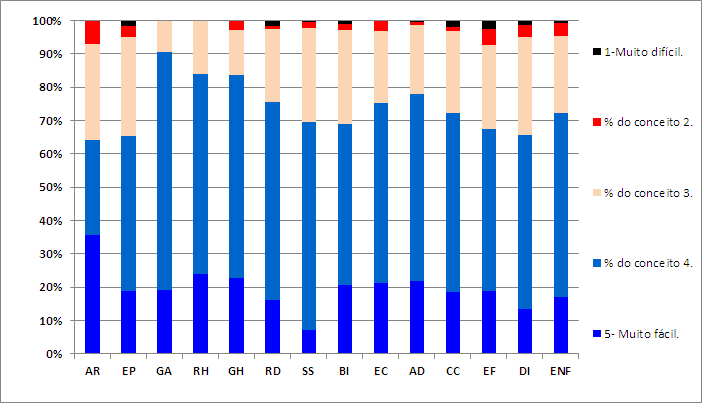 100%
90%
80%
70%
60%
50%
40%
30%
20%
10%
0%
AR EP GA RH GH RD SS BI EC AD CC EF DI ENF
1-Muito difícil.
% do conceito 2.
% do conceito 3.
% do conceito 4.
5- Muito fácil.